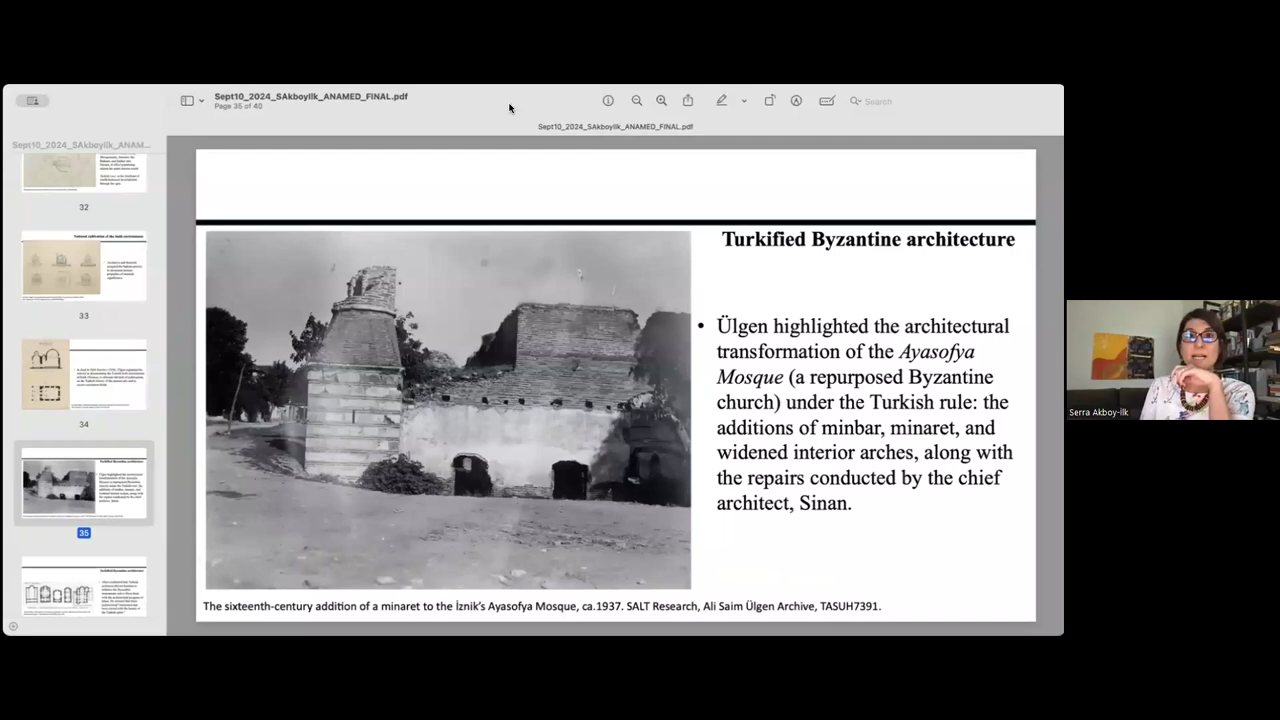 Sept10_2024_SAkboyIlk_ANAMED_FINAL.pdf
Page 35 of 40
Search
Sept10_2024_SAkboyIlk_ANAMED_FINAL.pdf
Sept10_2024_SAkboyIlk_ANAM...
32
33
34
35
Turkified Byzantine architecture
• Ülgen highlighted the architectural
transformation of the Ayasofya
Mosque (a repurposed Byzantine
church) under the Turkish rule: the
additions of minbar, minaret, and
widened interior arches, along with
the repairs conducted by the chief
architect, Sinan.
The sixteenth-century addition of a minaret to the İznik's Ayasofya Mosque, ca.1937. SALT Research, Ali Saim Ülgen Archive, TASUH7391.
Serra Akboy-İlk